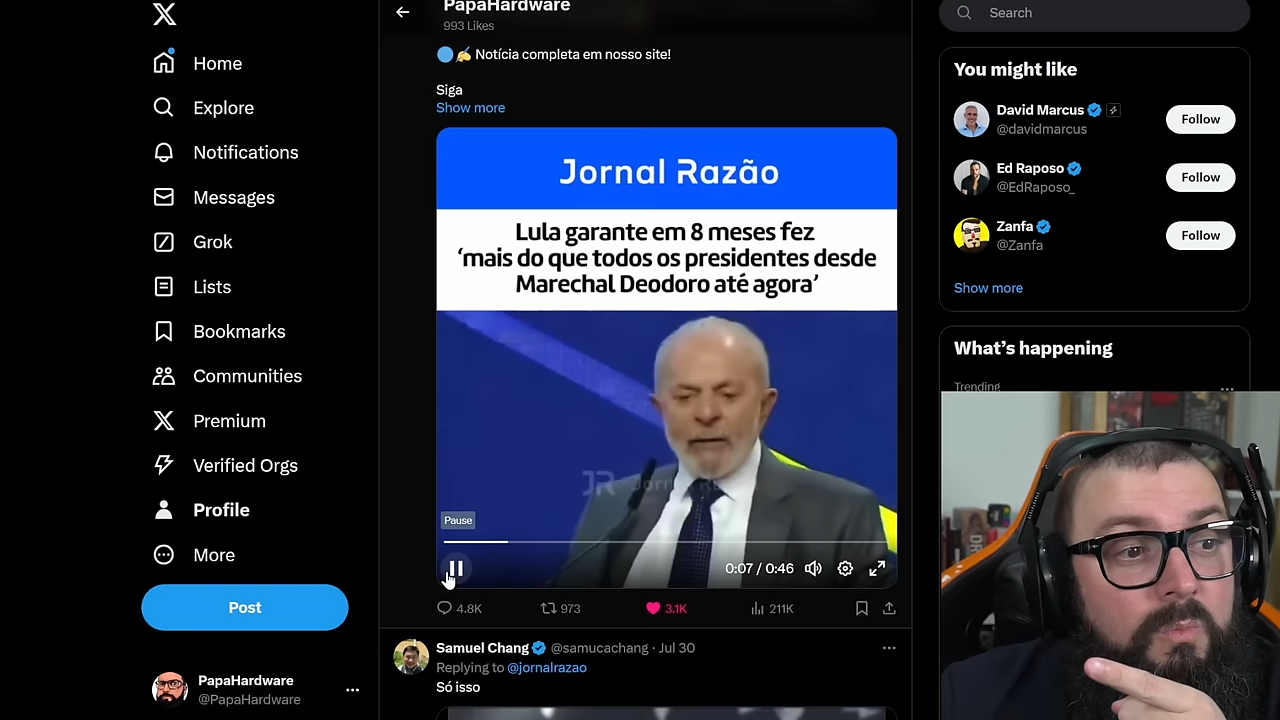 Home
Explore
Notifications
Messages
Grok
Lists
Bookmarks
Communities
Premium
Verified Orgs
Profile
More
Post
PapaHardware
@PapaHardware
PapaHardware
993 Likes
🔵✍️ Notícia completa em nosso site!
Siga
Show more
Jornal Razão
Lula garante em 8 meses fez
‘mais do que todos os presidentes desde
Marechal Deodoro até agora’
JR Jornal Razão
Pause
0:07 / 0:46
4.8K 973 3.1K 211K
Samuel Chang @samucachang · Jul 30
Replying to @jornalrazao
Só isso
Search
You might like
David Marcus
@davidmarcus
Follow
Ed Raposo
@EdRaposo_
Follow
Zanfa
@Zanfa
Follow
Show more
What’s happening
Trending